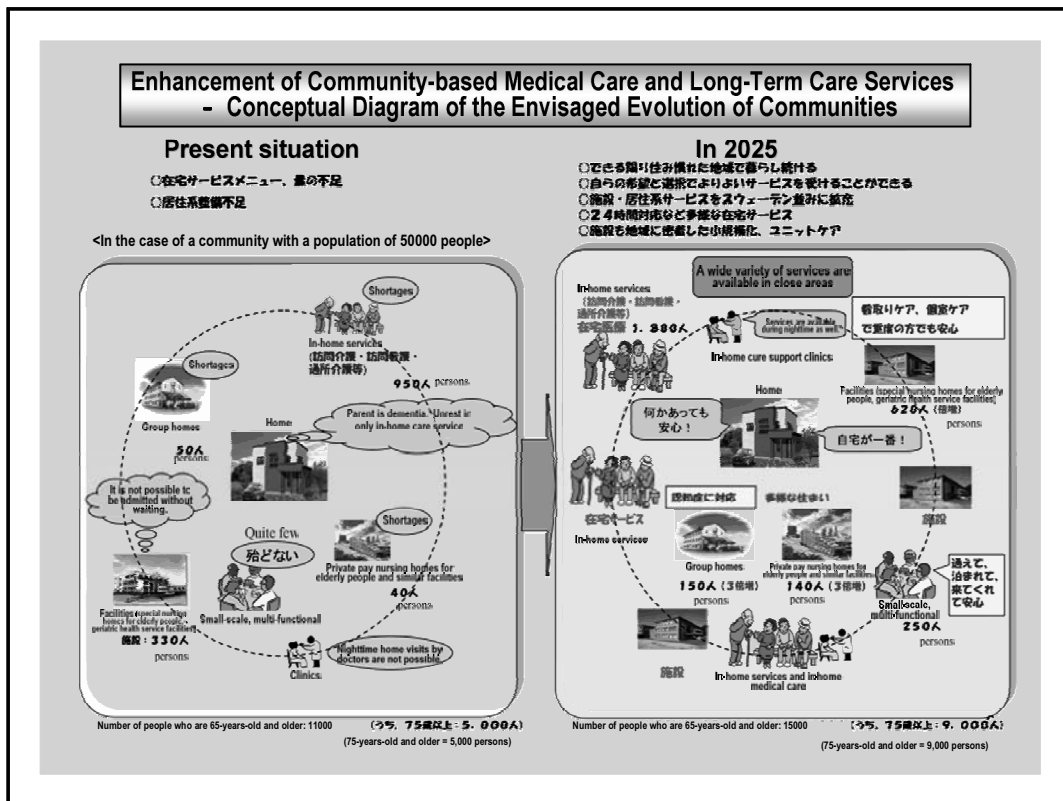 Enhancement of Community-based Medical Care and Long-Term Care Services
- Conceptual Diagram of the Envisaged Evolution of Communities
Present situation
○在宅サービスメニュー、量の不足
○居住系整備不足
<In the case of a community with a population of 50000 people>
Shortages
In-home services
(訪問介護・訪問看護・
通所介護等)
950人 persons
Shortages
Group homes
50人
persons
Home
Parent is dementia. Unrest in
only in-home care service
It is not possible to
be admitted without
waiting.
Quite few
殆どない
Small-scale, multi-functional
Shortages
Private pay nursing homes for
elderly people and similar facilities
40人
persons
Facilities (special nursing
homes for elderly people,
geriatric health service facilities)
施設：330人
persons
Clinics
Nighttime home visits by
doctors are not possible.
Number of people who are 65-years-old and older: 11000 (うち、75歳以上：5,000人)
(75-years-old and older = 5,000 persons)
In 2025
○できる限り住み慣れた地域で暮らし続ける
○自らの希望と選択でよりよいサービスを受けることができる
○施設・居住系サービスをスウェーデン並みに拡充
○24時間対応など多様な在宅サービス
○施設も地域に密着した小規模化、ユニットケア
A wide variety of services are
available in close areas
In-home services
(訪問介護・訪問看護・
通所介護等)
在宅医療
Services are available
during nighttime as well.
In-home care support clinics
看取りケア、個室ケア
で重度の方でも安心
Facilities (special nursing homes for elderly
people, geriatric health service facilities)
620人 (倍増)
persons
Home
何かあっても
安心！
自宅が一番！
在宅サービス
In-home services
認知症に対応
Group homes
150人 (3倍増)
persons
多様な住まい
Private pay nursing homes for
elderly people and similar facilities
140人 (3倍増)
persons
施設
Small-scale,
multi-functional
250人
persons
通えて、
泊まれて、
来てくれ
て安心
施設
In-home services and in-home
medical care
Number of people who are 65-years-old and older: 15000 (うち、75歳以上：9,000人)
(75-years-old and older = 9,000 persons)